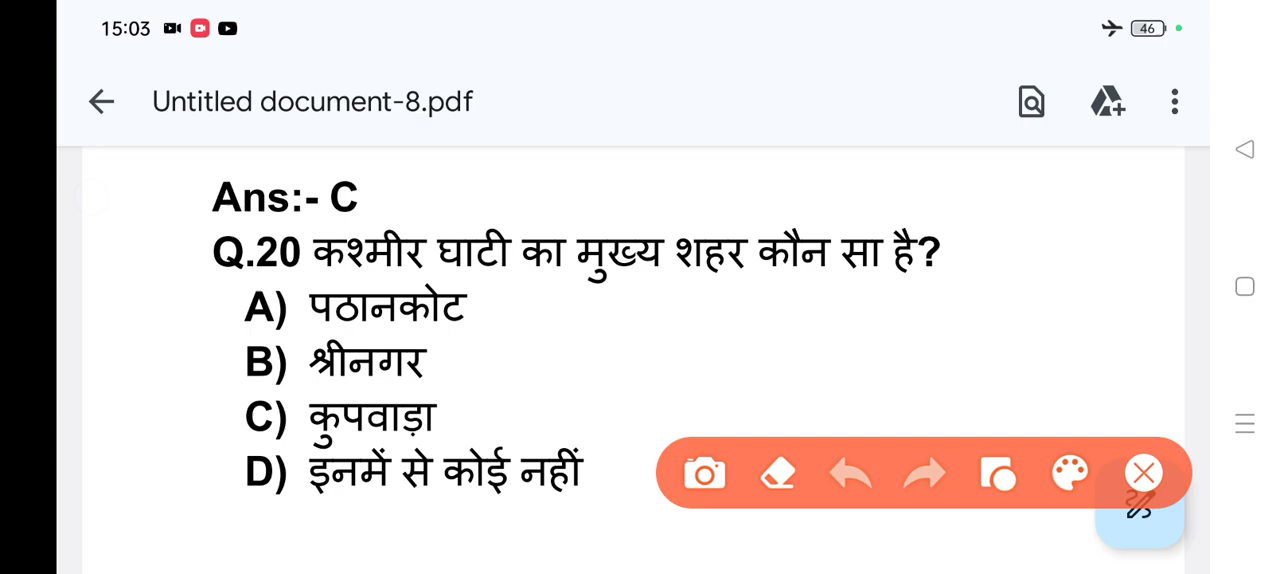 15:03
46
Untitled document-8.pdf
Ans:- C
Q.20 कश्मीर घाटी का मुख्य शहर कौन सा है?
A) पठानकोट
B) श्रीनगर
C) कुपवाड़ा
D) इनमें से कोई नहीं